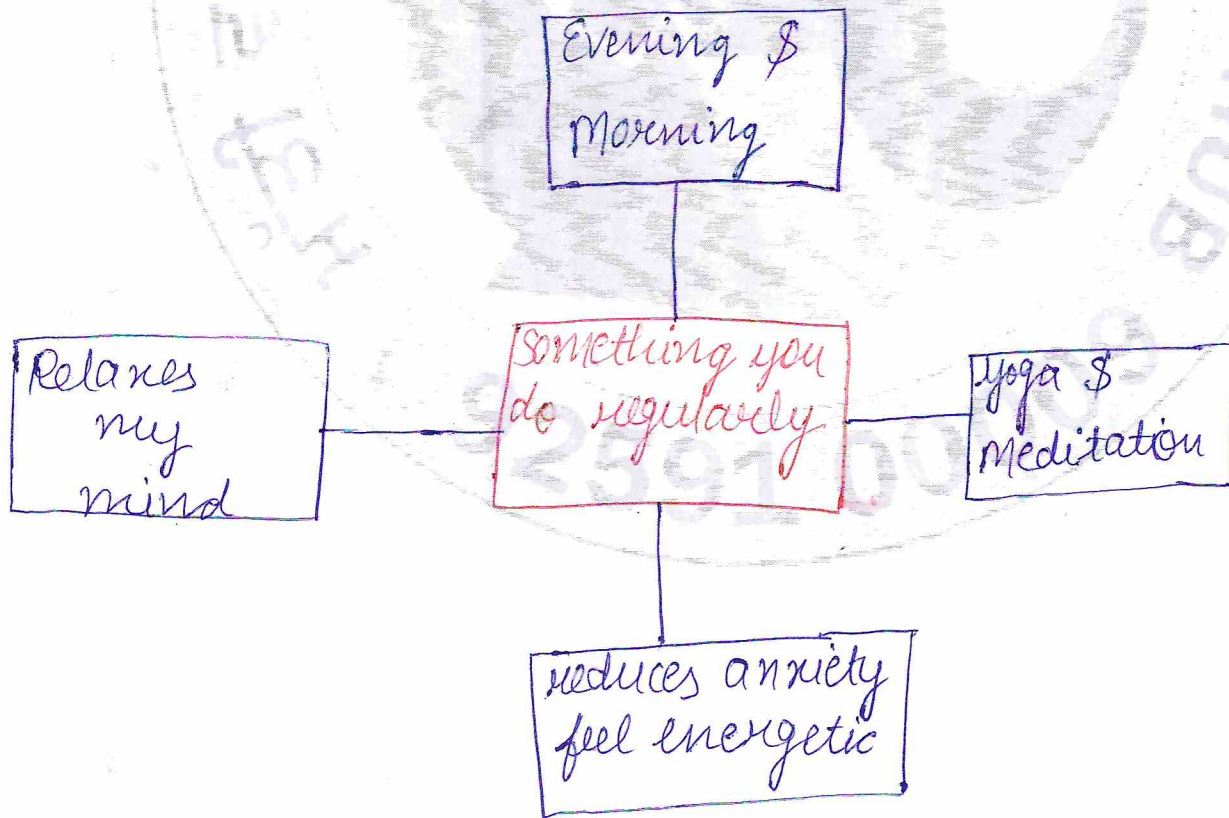 Evening $
Morning
Relaxes
my
mind
Something you
do regularly.
yoga $
Meditation
reduces anxiety
feel energetic